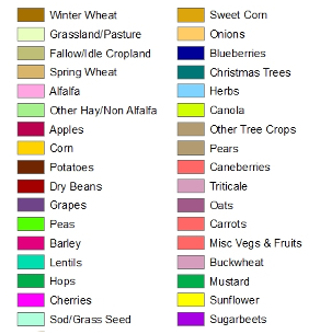 Winter Wheat
Grassland/Pasture
Fallow/Idle Cropland
Spring Wheat
Alfalfa
Other Hay/Non Alfalfa
Apples
Corn
Potatoes
Dry Beans
Grapes
Peas
Barley
Lentils
Hops
Cherries
Sod/Grass Seed
Sweet Corn
Onions
Blueberries
Christmas Trees
Herbs
Canola
Other Tree Crops
Pears
Caneberries
Triticale
Oats
Carrots
Misc Vegs & Fruits
Buckwheat
Mustard
Sunflower
Sugarbeets